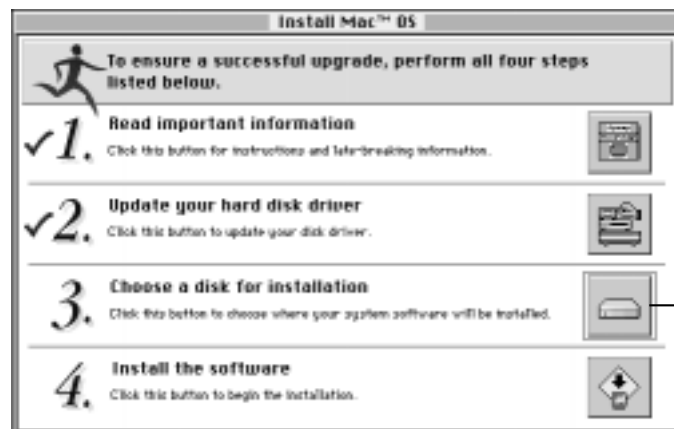 Install Mac™ OS
To ensure a successful upgrade, perform all four steps
listed below.
1. Read important information
Click this button for instructions and late-breaking information.
2. Update your hard disk driver
Click this button to update your disk driver.
3. Choose a disk for installation
Click this button to choose where your system software will be installed.
4. Install the software
Click this button to begin the installation.